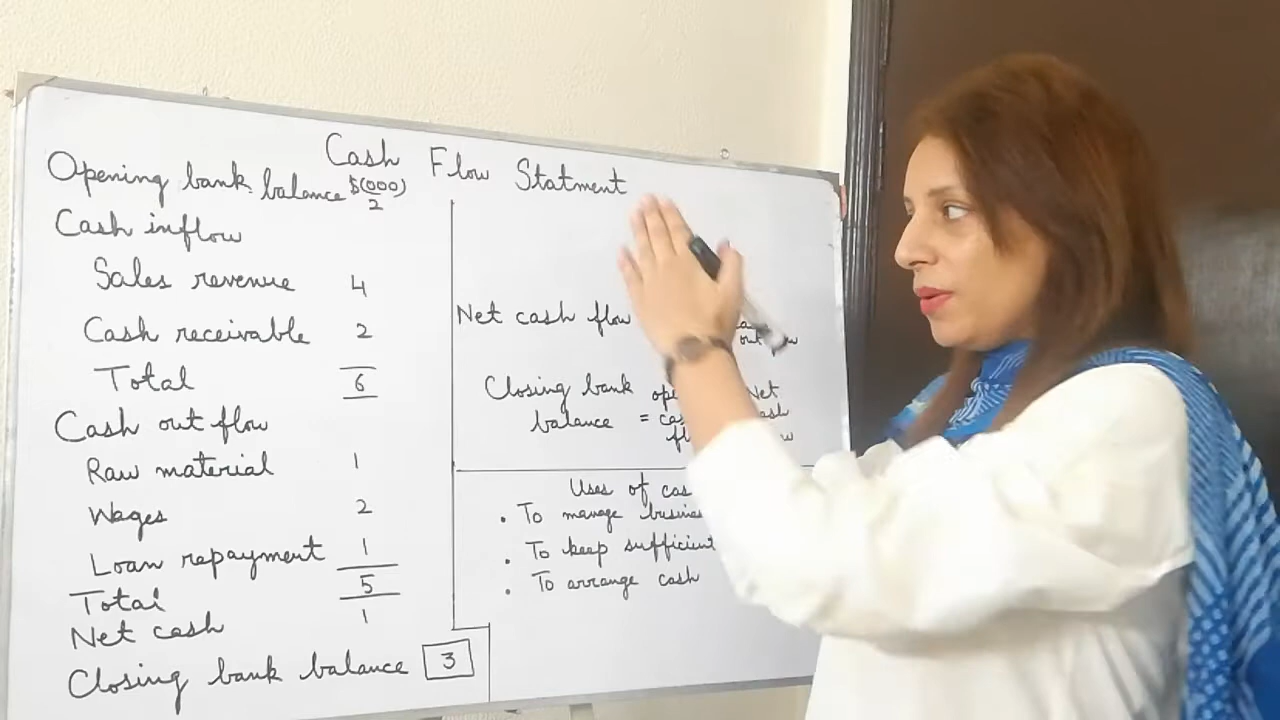 Cash Flow Statment
Opening bank balance $(000)
2
Cash inflow
Sales revenue 4
Cash receivable 2
Total 6
Cash out flow
Raw material 1
Wages 2
Loan repayment 1
Total 5
Net cash 1
Closing bank balance 3
Net cash flow
out
Closing bank Net
balance =
Uses of
To manage
To keep sufficient
To arrange cash